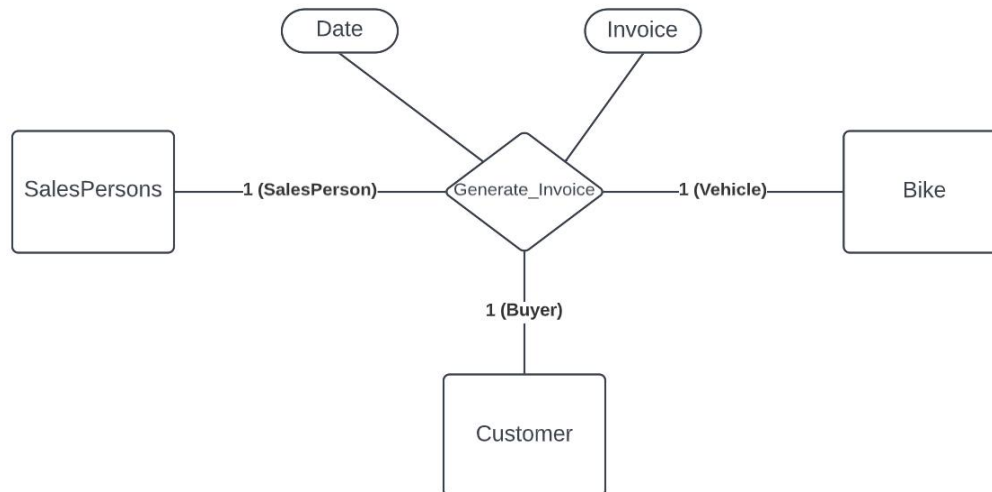 Date
Invoice
SalesPersons
1 (SalesPerson)
Generate_Invoice
1 (Vehicle)
Bike
1 (Buyer)
Customer